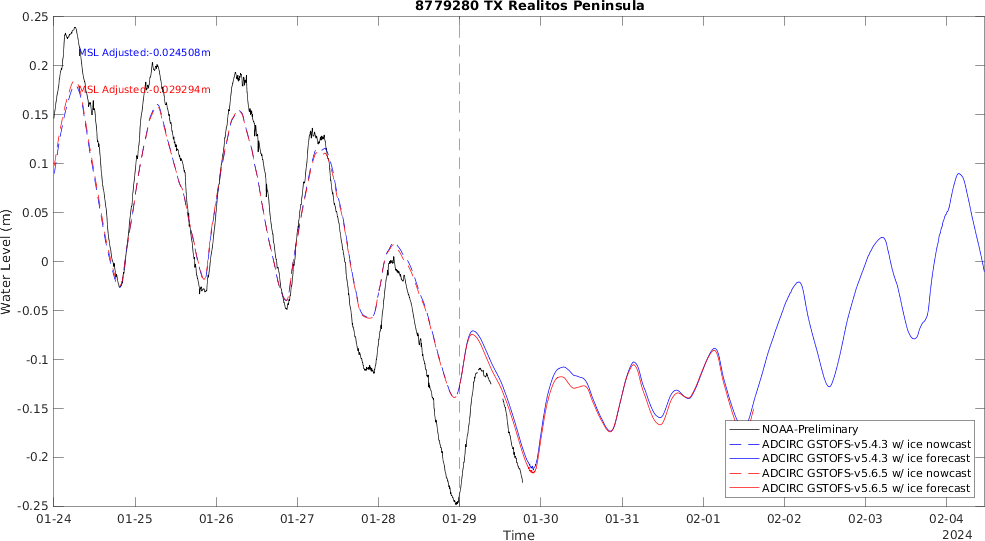 8779280 TX Realitos Peninsula
Water Level (m)
0.25
0.2
0.15
0.1
0.05
0
-0.05
-0.1
-0.15
-0.2
-0.25
MSL Adjusted:-0.024508m
MSL Adjusted:-0.029294m
NOAA-Preliminary
ADCIRC GSTOFS-v5.4.3 w/ ice nowcast
ADCIRC GSTOFS-v5.4.3 w/ ice forecast
ADCIRC GSTOFS-v5.6.5 w/ ice nowcast
ADCIRC GSTOFS-v5.6.5 w/ ice forecast
01-24 01-25 01-26 01-27 01-28 01-29 01-30 01-31 02-01 02-02 02-03 02-04
Time
2024